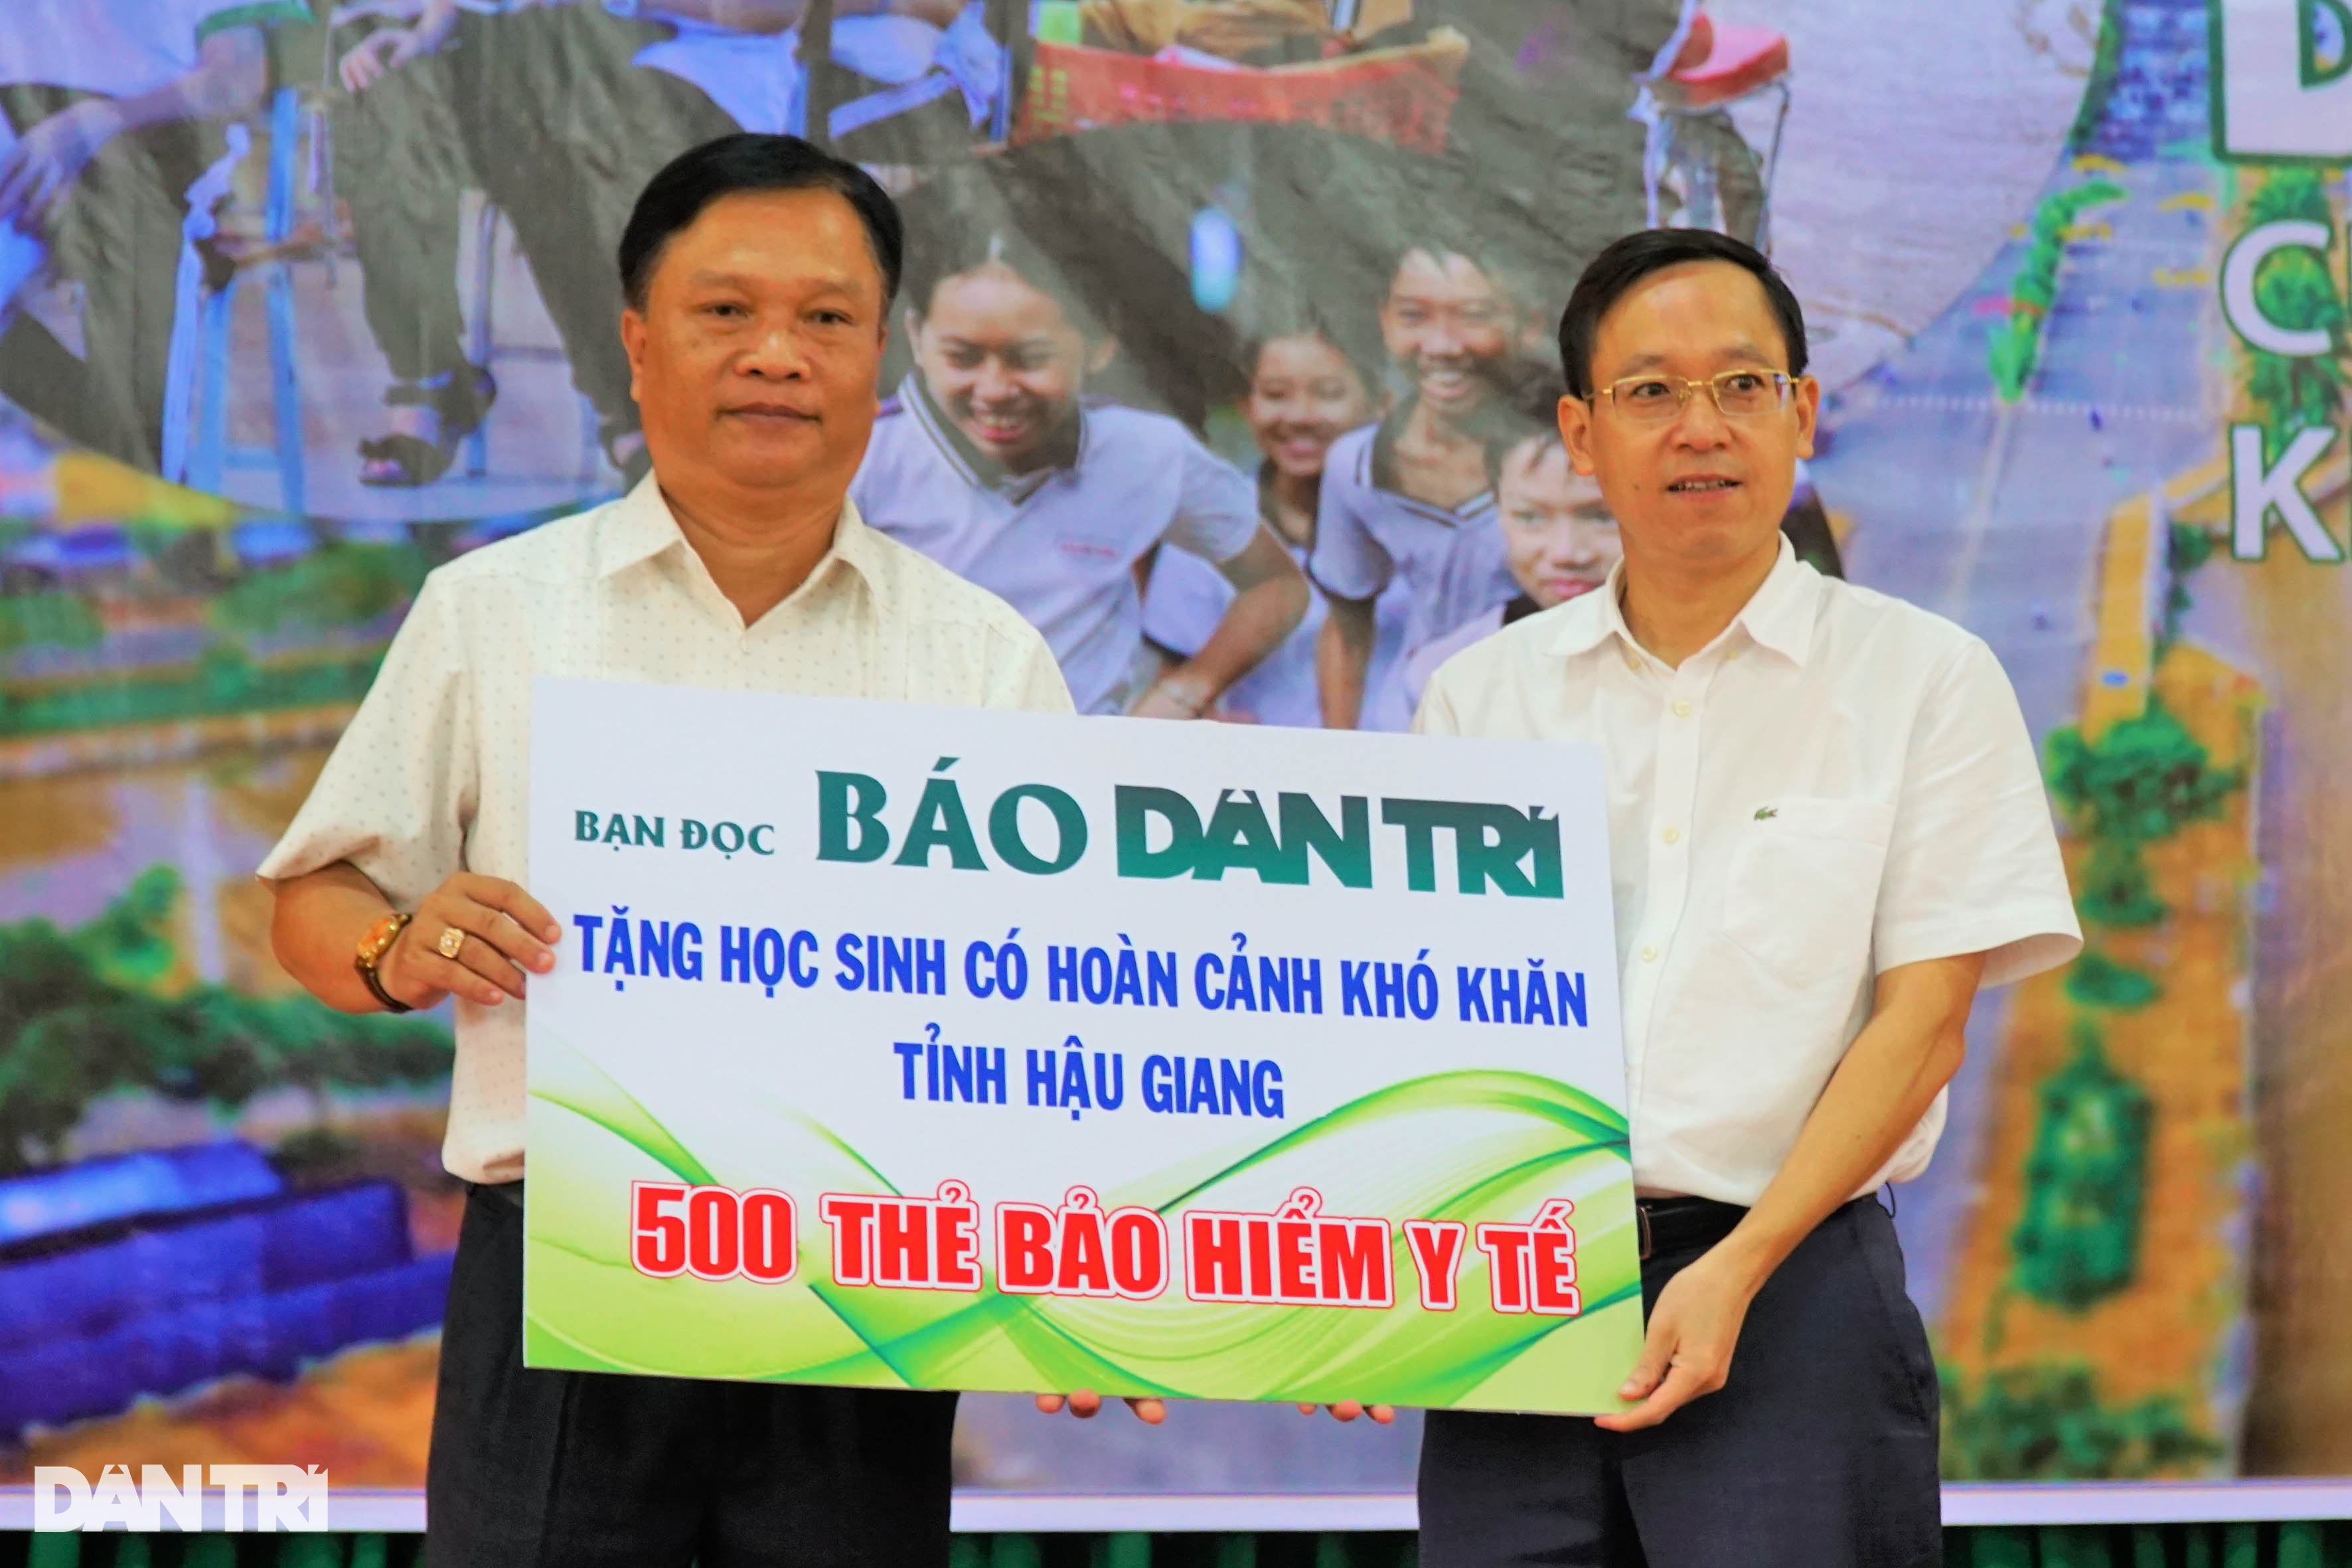 BẠN ĐỌC BÁO DÂN TRÍ
TẶNG HỌC SINH CÓ HOÀN CẢNH KHÓ KHĂN
TỈNH HẬU GIANG
500 THẺ BẢO HIỂM Y TẾ
DÂN TRÍ